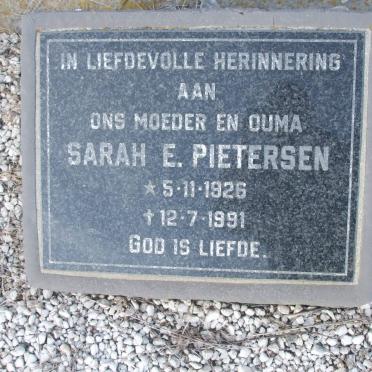 IN LIEFDEVOLLE HERINNERING
AAN
ONS MOEDER EN OUMA
SARAH E. PIETERSEN
★ 5-11-1926
✝ 12-7-1991
GOD IS LIEFDE.